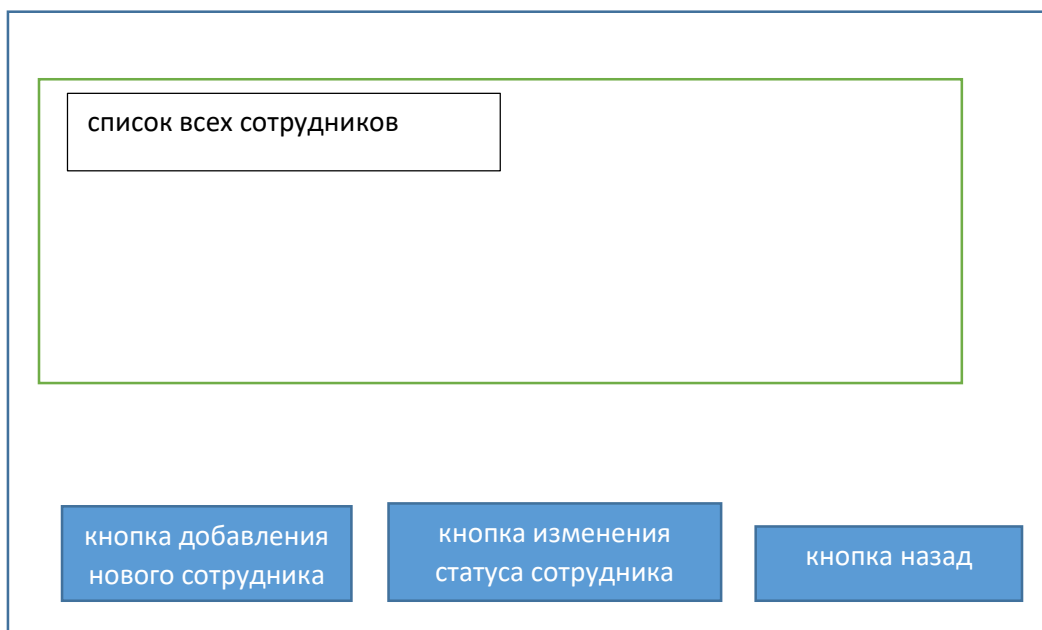 список всех сотрудников
кнопка добавления
нового сотрудника
кнопка изменения
статуса сотрудника
кнопка назад